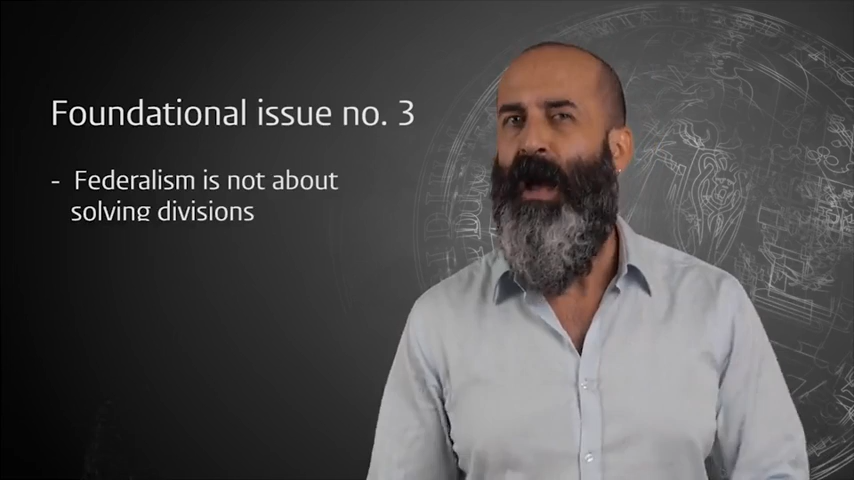 Foundational issue no. 3
- Federalism is not about
solving divisions